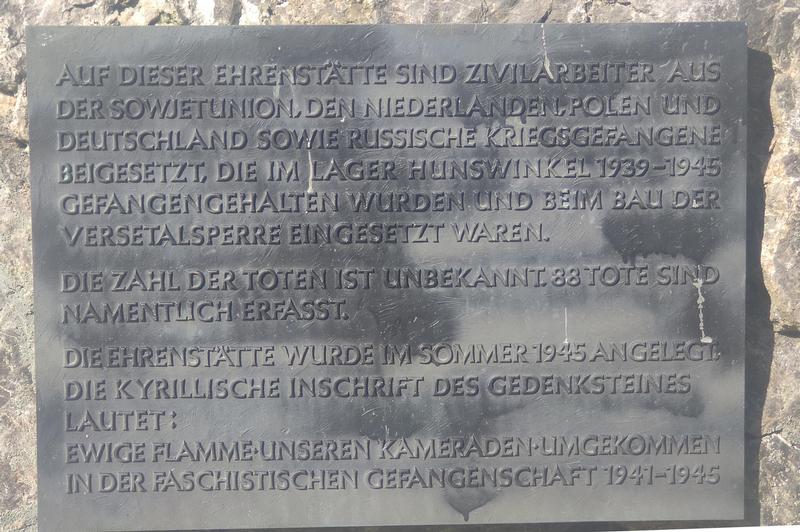 AUF DIESER EHRENSTÄTTE SIND ZIVILARBEITER AUS
DER SOWJETUNION, DEN NIEDERLANDEN, POLEN UND
DEUTSCHLAND SOWIE RUSSISCHE KRIEGSGEFANGENE
BEIGESETZT, DIE IM LAGER HUNSWINKEL 1939–1945
GEFANGENGEHALTEN WURDEN UND BEIM BAU DER
VERSETALSPERRE EINGESETZT WAREN.
DIE ZAHL DER TOTEN IST UNBEKANNT. 88 TOTE SIND
NAMENTLICH ERFASST.
DIE EHRENSTÄTTE WURDE IM SOMMER 1945 ANGELEGT;
DIE KYRILLISCHE INSCHRIFT DES GEDENKSTEINES
LAUTET:
EWIGE FLAMME·UNSEREN KAMERADEN·UMGEKOMMEN
IN DER FASCHISTISCHEN GEFANGENSCHAFT 1941–1945